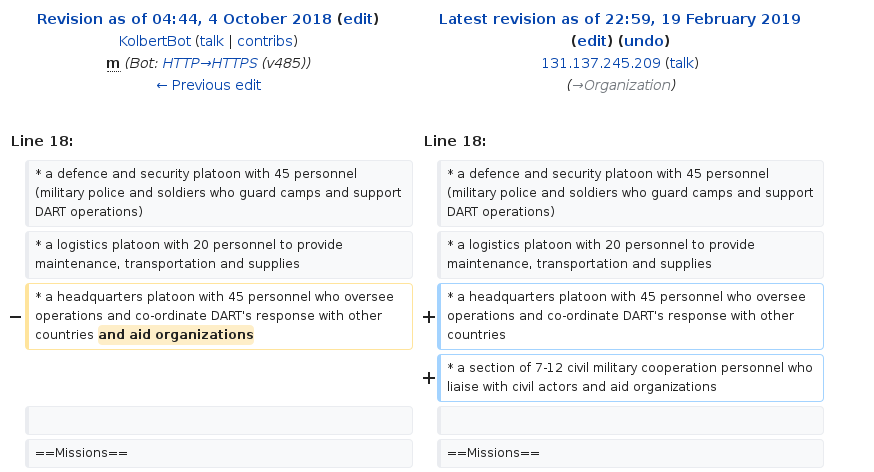 Revision as of 04:44, 4 October 2018 (edit)
KolbertBot (talk | contribs)
m (Bot: HTTP→HTTPS (v485))
← Previous edit
Latest revision as of 22:59, 19 February 2019
(edit) (undo)
131.137.245.209 (talk)
(→Organization)
Line 18:
Line 18:
* a defence and security platoon with 45 personnel
(military police and soldiers who guard camps and support
DART operations)
* a defence and security platoon with 45 personnel
(military police and soldiers who guard camps and support
DART operations)
* a logistics platoon with 20 personnel to provide
maintenance, transportation and supplies
* a logistics platoon with 20 personnel to provide
maintenance, transportation and supplies
− * a headquarters platoon with 45 personnel who oversee
operations and co-ordinate DART's response with other
countries and aid organizations
+ * a headquarters platoon with 45 personnel who oversee
operations and co-ordinate DART's response with other
countries
+ * a section of 7-12 civil military cooperation personnel who
liaise with civil actors and aid organizations
==Missions==
==Missions==